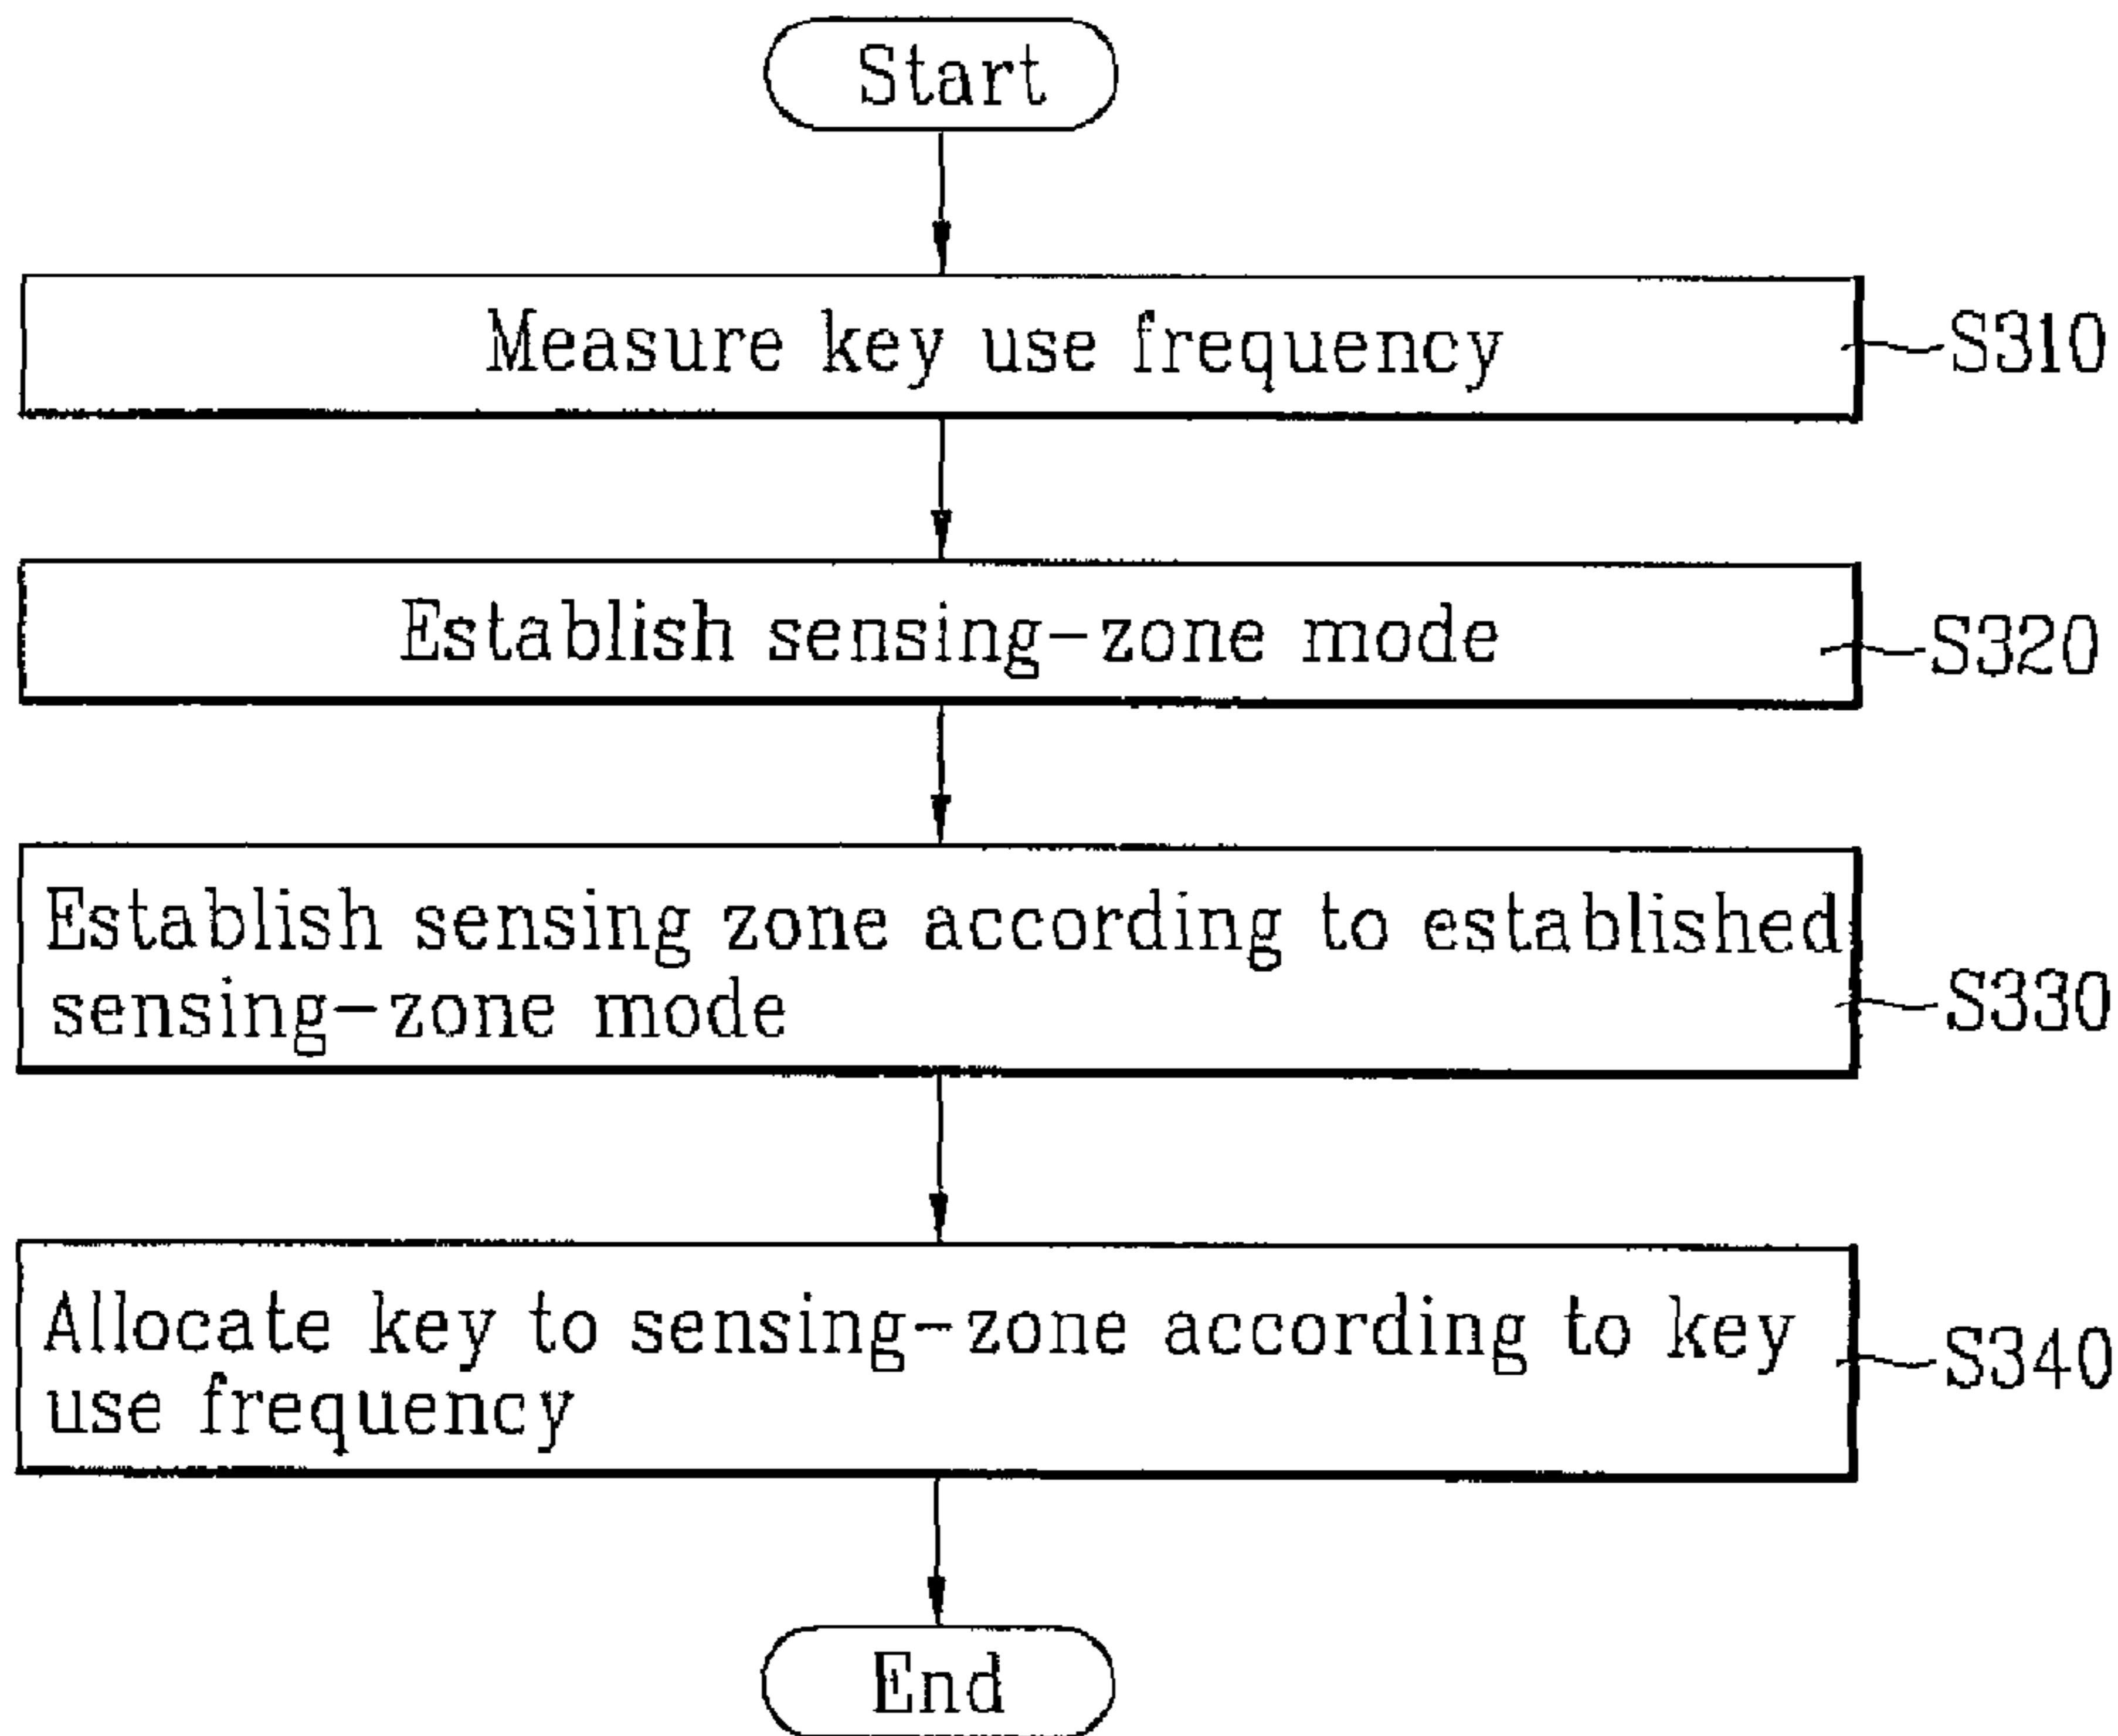 Start
Measure key use frequency
S310
Establish sensing-zone mode
S320
Establish sensing zone according to established
sensing-zone mode
S330
Allocate key to sensing-zone according to key
use frequency
S340
End